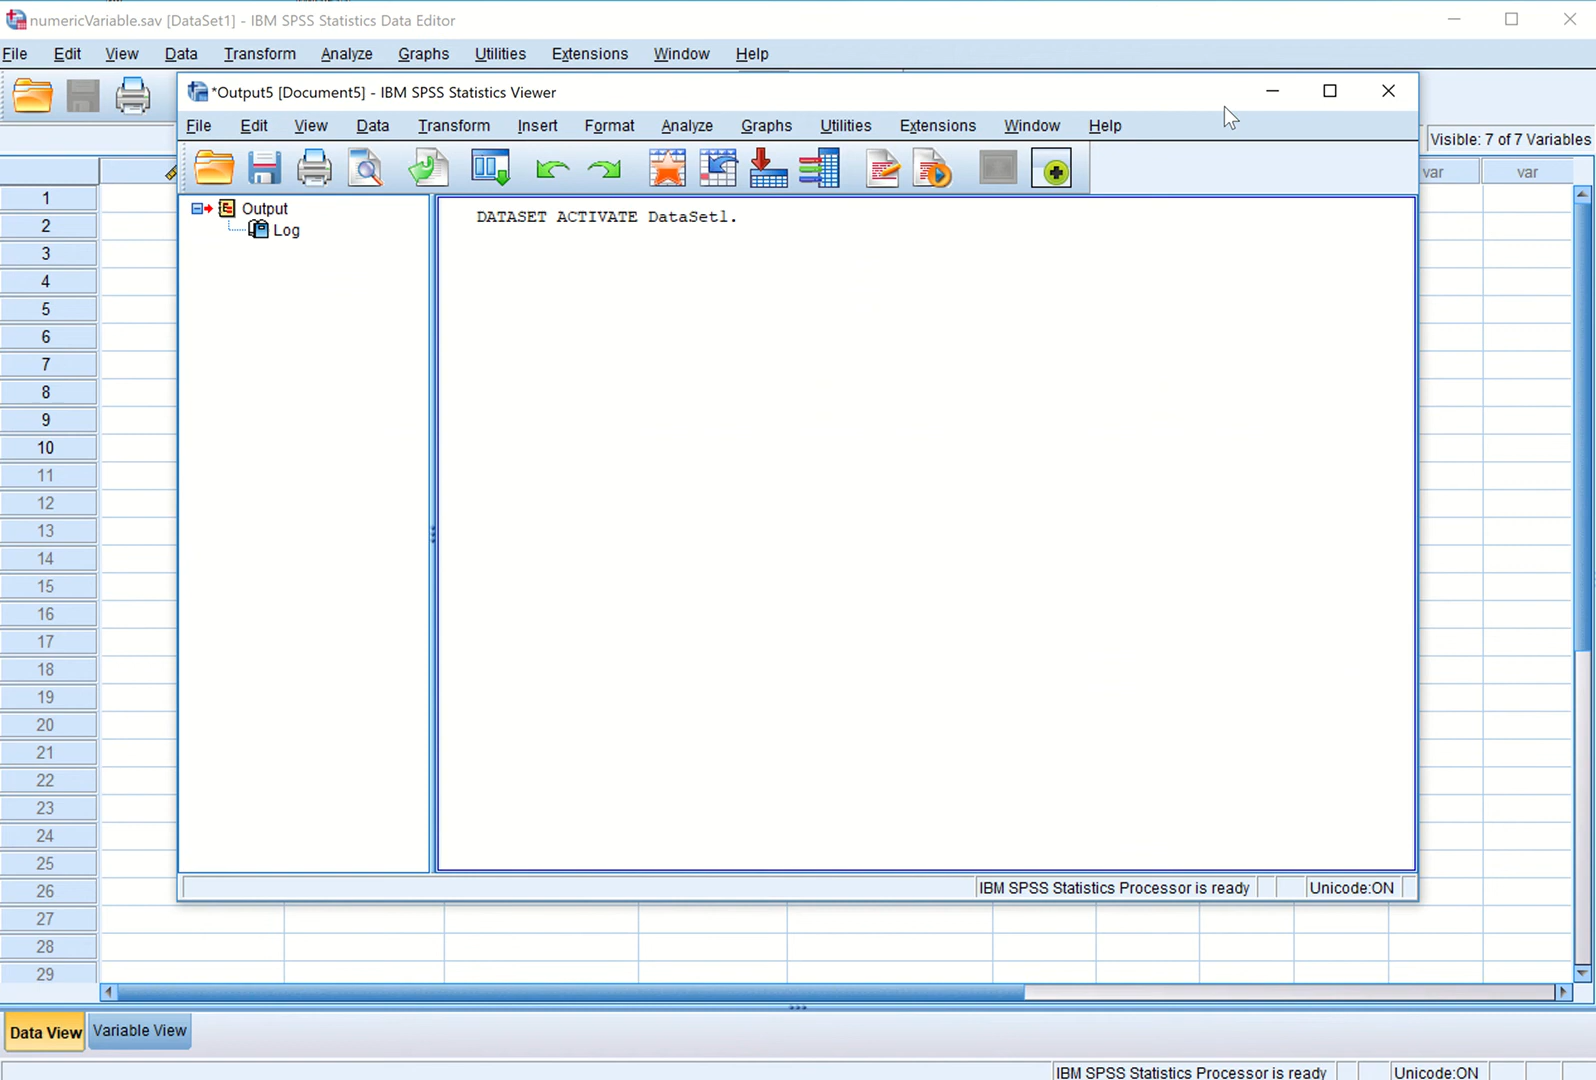 numericVariable.sav [DataSet1] - IBM SPSS Statistics Data Editor
File Edit View Data Transform Analyze Graphs Utilities Extensions Window Help
*Output5 [Document5] - IBM SPSS Statistics Viewer
File Edit View Data Transform Insert Format Analyze Graphs Utilities Extensions Window Help
Visible: 7 of 7 Variables
var var
Output
Log
DATASET ACTIVATE DataSet1.
1
2
3
4
5
6
7
8
9
10
11
12
13
14
15
16
17
18
19
20
21
22
23
24
25
26
27
28
29
IBM SPSS Statistics Processor is ready Unicode:ON
Data View Variable View
IBM SPSS Statistics Processor is ready Unicode:ON